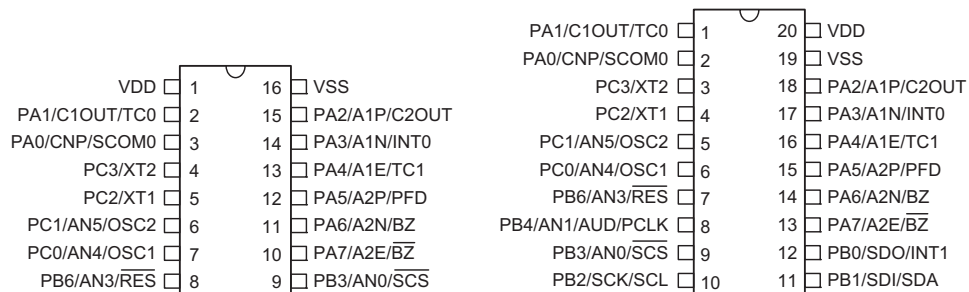 VDD 1 16 VSS
PA1/C1OUT/TC0 2 15 PA2/A1P/C2OUT
PA0/CNP/SCOM0 3 14 PA3/A1N/INT0
PC3/XT2 4 13 PA4/A1E/TC1
PC2/XT1 5 12 PA5/A2P/PFD
PC1/AN5/OSC2 6 11 PA6/A2N/BZ
PC0/AN4/OSC1 7 10 PA7/A2E/B̅Z̅
PB6/AN3/R̅E̅S̅ 8 9 PB3/AN0/S̅C̅S̅
PA1/C1OUT/TC0 1 20 VDD
PA0/CNP/SCOM0 2 19 VSS
PC3/XT2 3 18 PA2/A1P/C2OUT
PC2/XT1 4 17 PA3/A1N/INT0
PC1/AN5/OSC2 5 16 PA4/A1E/TC1
PC0/AN4/OSC1 6 15 PA5/A2P/PFD
PB6/AN3/R̅E̅S̅ 7 14 PA6/A2N/BZ
PB4/AN1/AUD/PCLK 8 13 PA7/A2E/B̅Z̅
PB3/AN0/S̅C̅S̅ 9 12 PB0/SDO/INT1
PB2/SCK/SCL 10 11 PB1/SDI/SDA